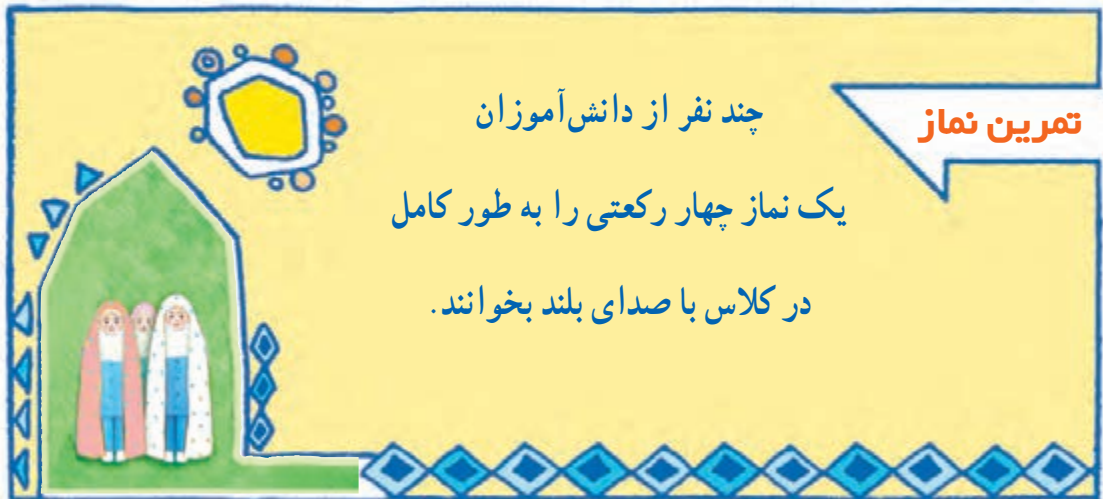 تمرین نماز
چند نفر از دانش‌آموزان
یک نماز چهار رکعتی را به طور کامل
در کلاس با صدای بلند بخوانند.